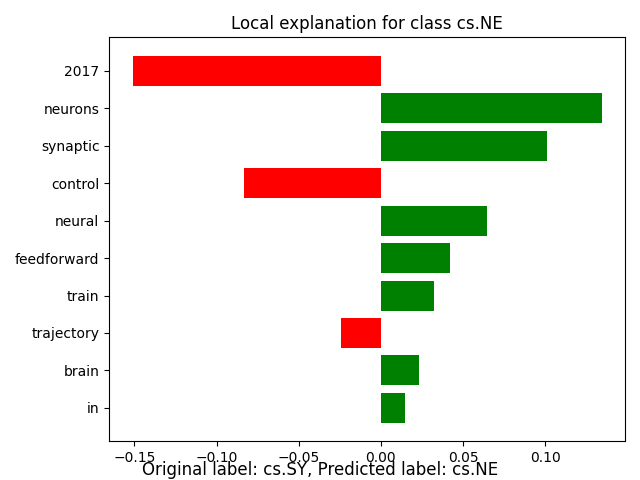 Local explanation for class cs.NE
2017
neurons
synaptic
control
neural
feedforward
train
trajectory
brain
in
−0.15 −0.10 −0.05 0.00 0.05 0.10
Original label: cs.SY, Predicted label: cs.NE